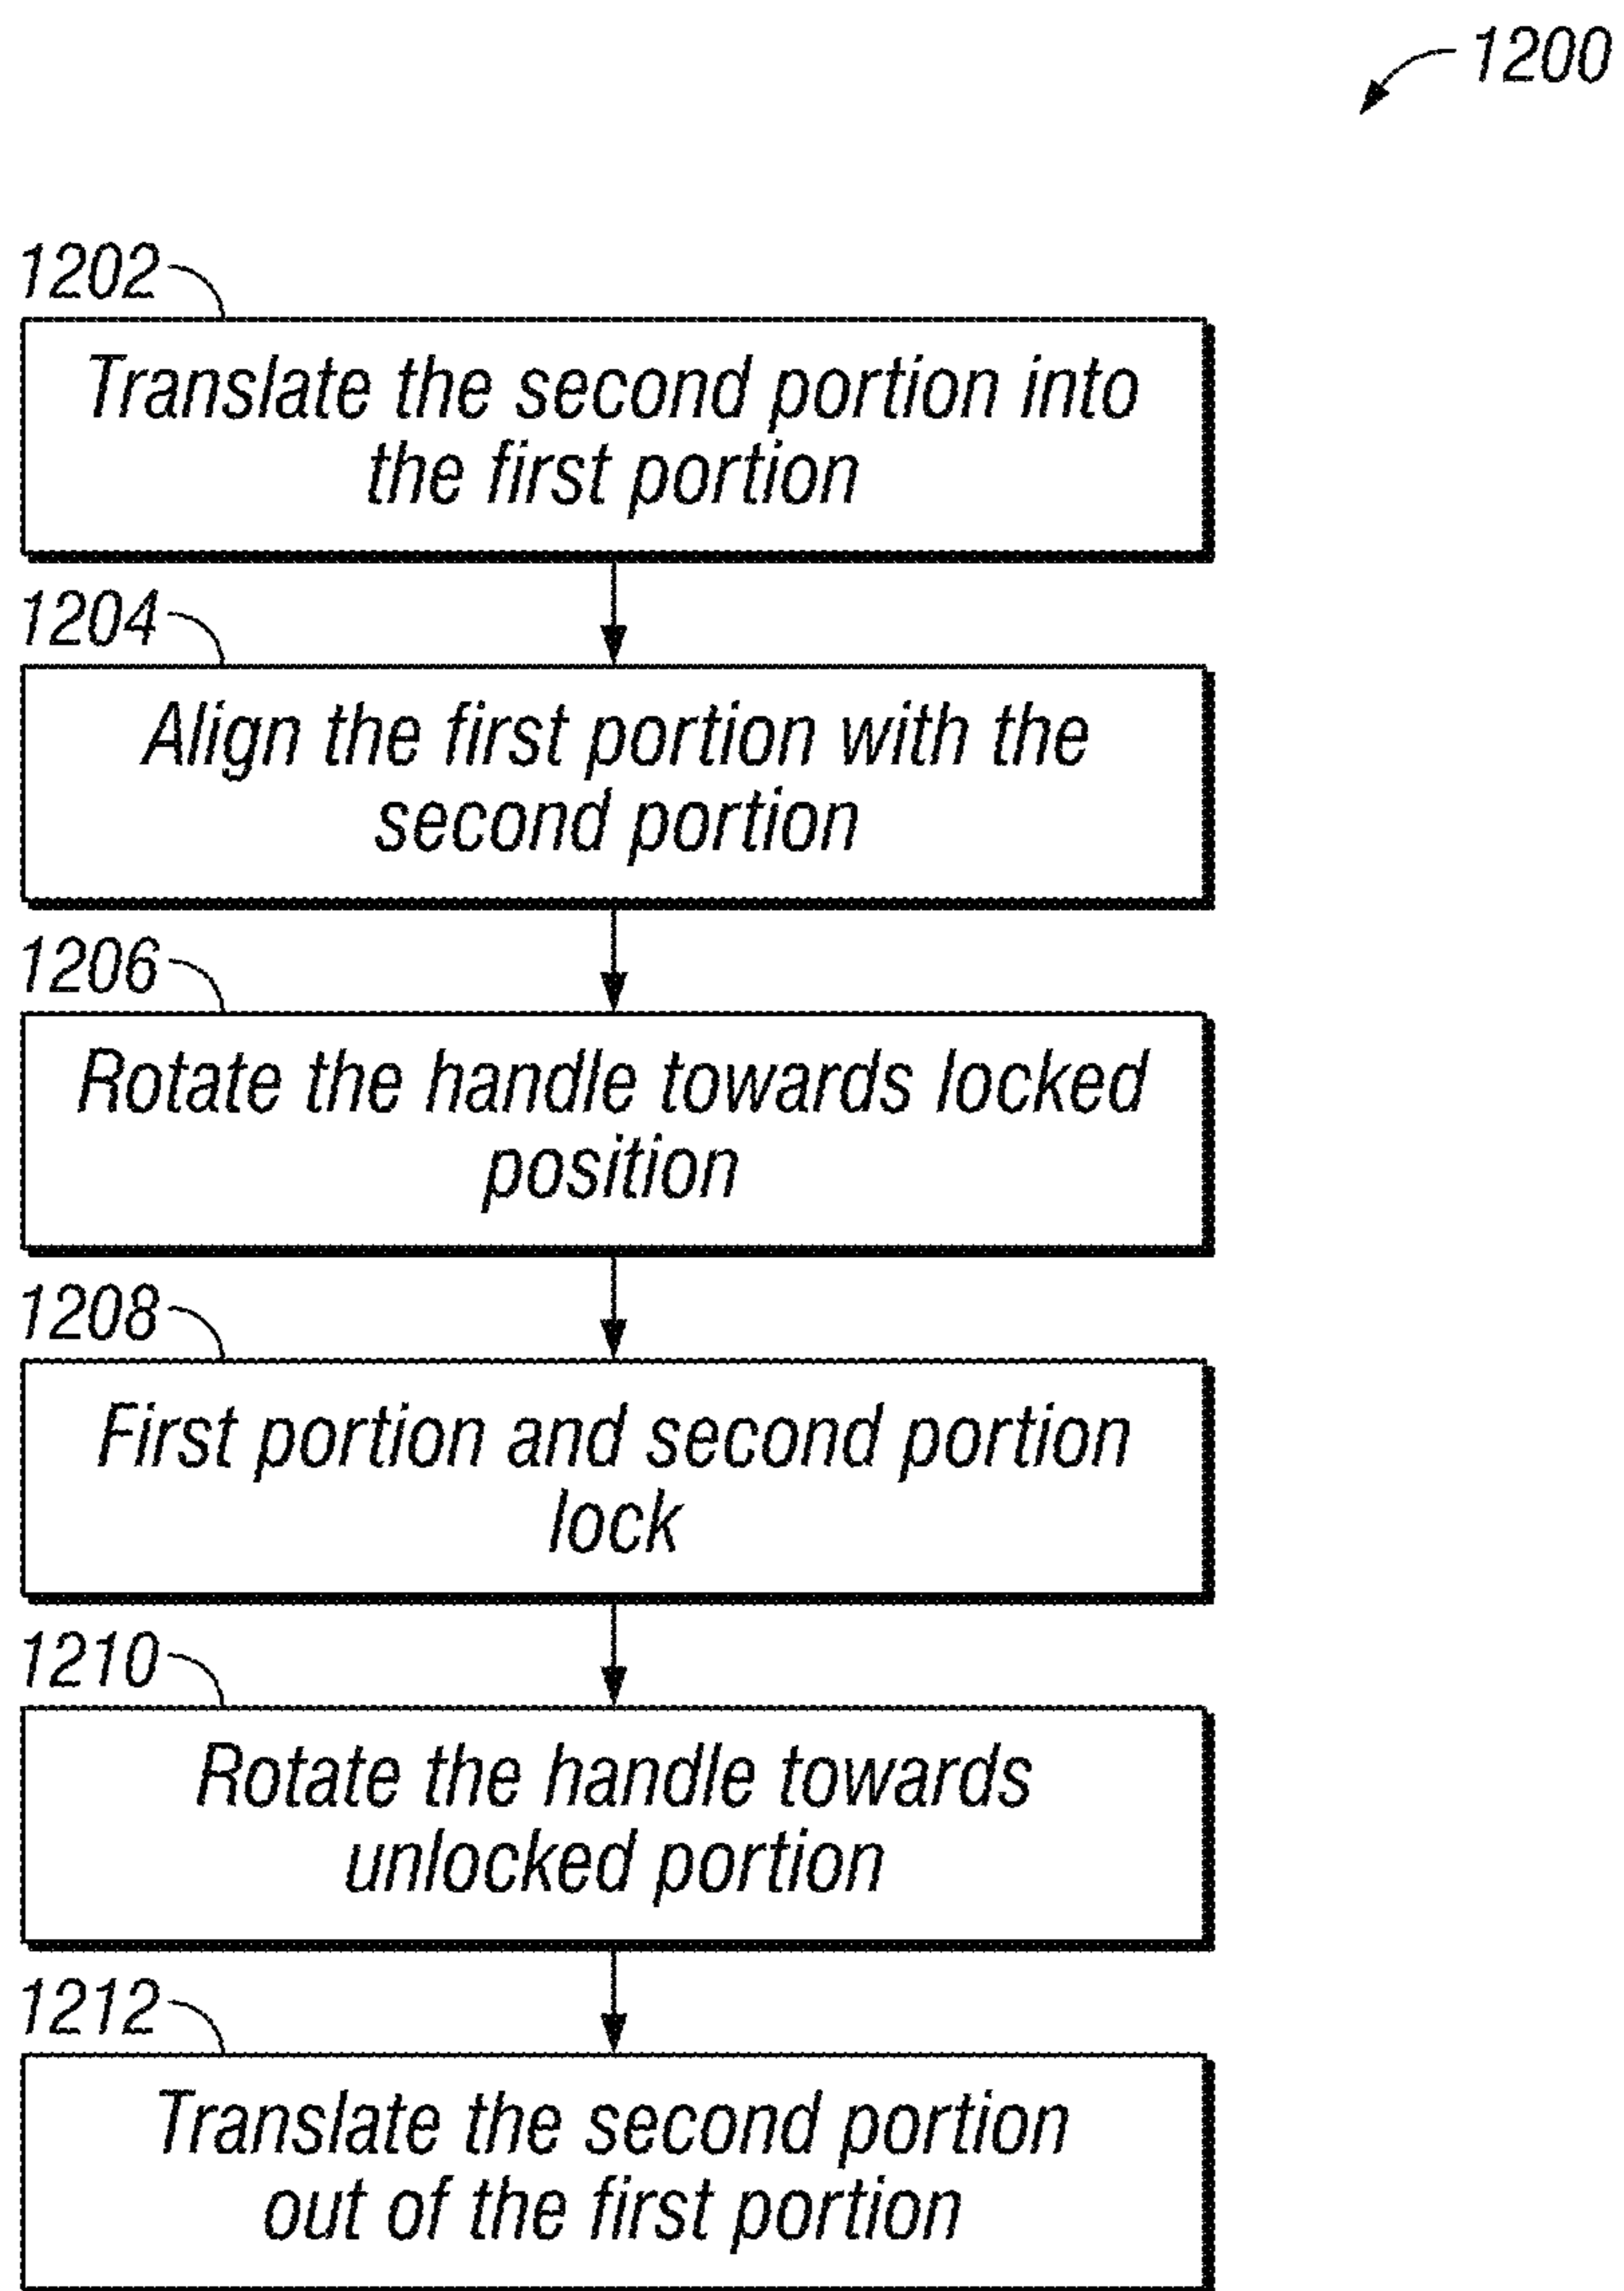 1200
1202
Translate the second portion into
the first portion
1204
Align the first portion with the
second portion
1206
Rotate the handle towards locked
position
1208
First portion and second portion
lock
1210
Rotate the handle towards
unlocked portion
1212
Translate the second portion
out of the first portion